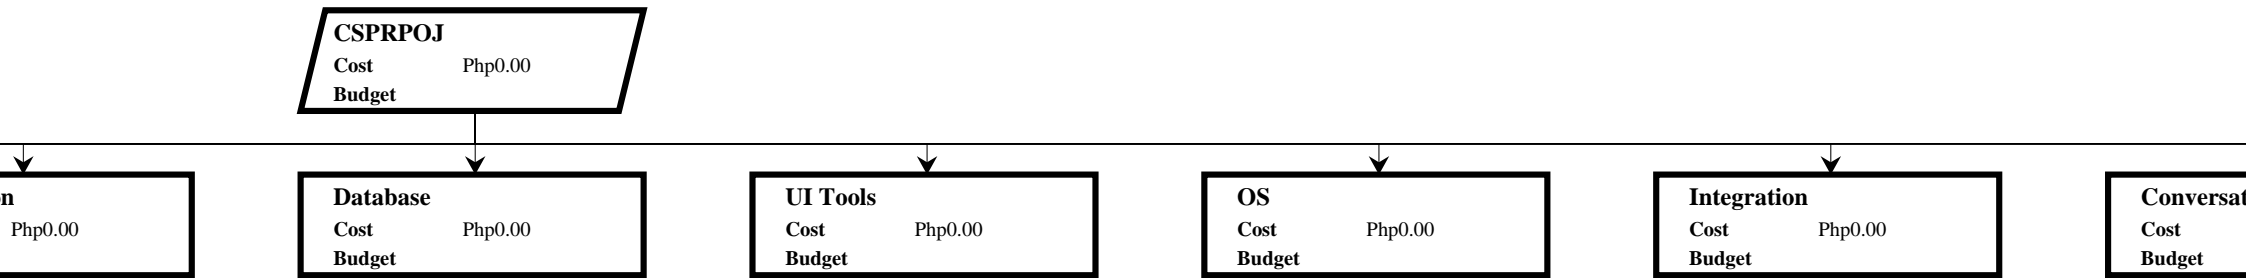 CSPRPOJ
Cost Php0.00
Budget
Php0.00
Database
Cost Php0.00
Budget
UI Tools
Cost Php0.00
Budget
OS
Cost Php0.00
Budget
Integration
Cost Php0.00
Budget
Cost
Budget